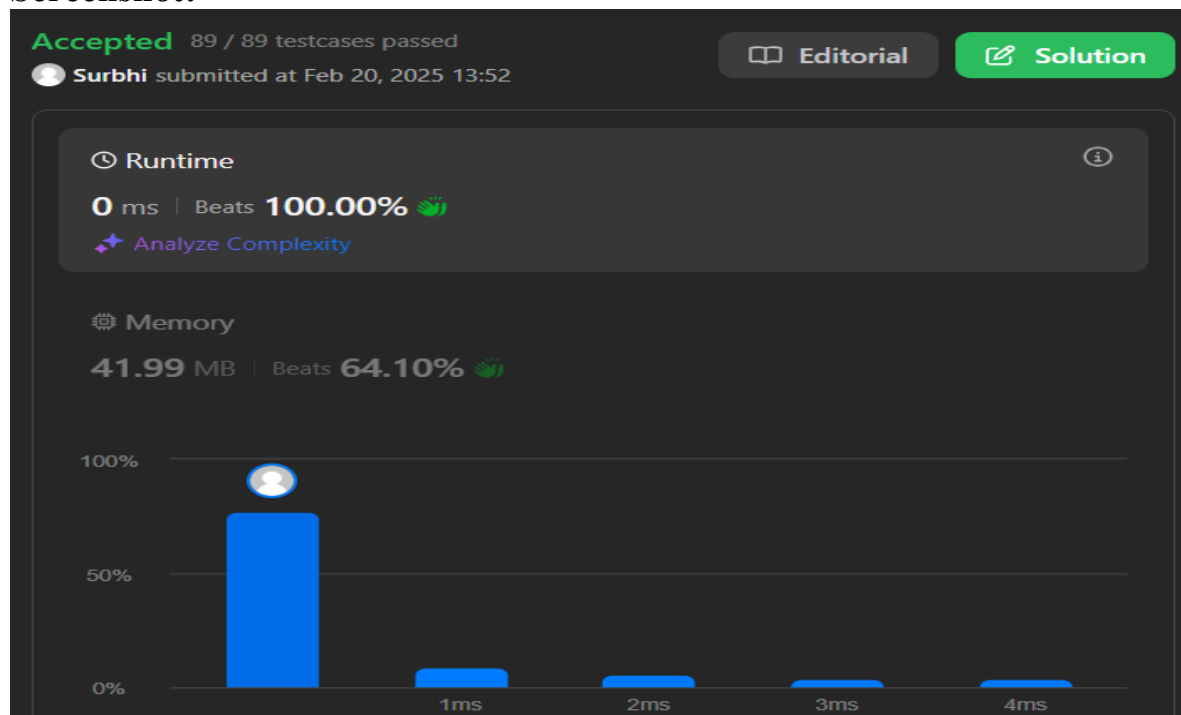 Screenshot:
Accepted 89 / 89 testcases passed
Editorial
Solution
Surbhi submitted at Feb 20, 2025 13:52
Runtime
0 ms | Beats 100.00%
Analyze Complexity
Memory
41.99 MB | Beats 64.10%
100%
50%
0%
1ms 2ms 3ms 4ms